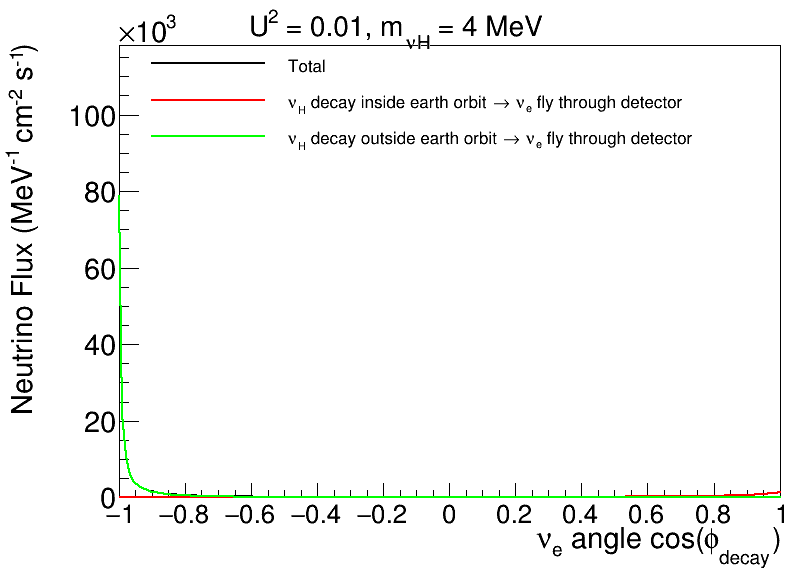 ×10³ U² = 0.01, m_νH = 4 MeV
Total
ν_H decay inside earth orbit → ν_e fly through detector
ν_H decay outside earth orbit → ν_e fly through detector
Neutrino Flux (MeV⁻¹ cm⁻² s⁻¹)
100
80
60
40
20
0
−1 −0.8 −0.6 −0.4 −0.2 0 0.2 0.4 0.6 0.8 1
ν_e angle cos(ϕ_decay)